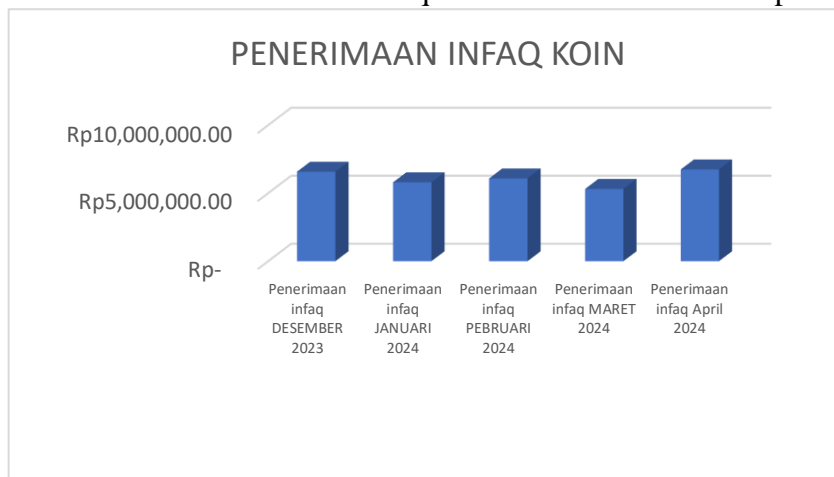 PENERIMAAN INFAQ KOIN
Rp10,000,000.00
Rp5,000,000.00
Rp-
Penerimaan
infaq
DESEMBER
2023
Penerimaan
infaq
JANUARI
2024
Penerimaan
infaq
PEBRUARI
2024
Penerimaan
infaq MARET
2024
Penerimaan
infaq April
2024